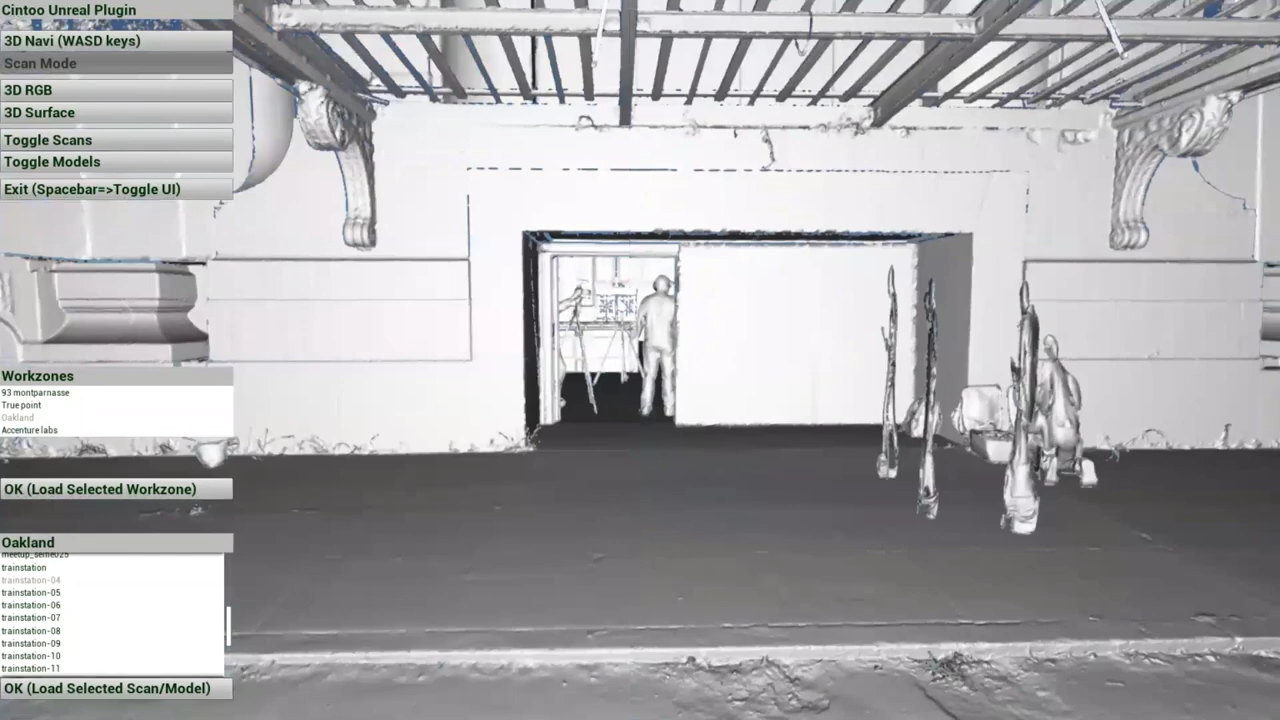 Cintoo Unreal Plugin
3D Navi (WASD keys)
Scan Mode
3D RGB
3D Surface
Toggle Scans
Toggle Models
Exit (Spacebar=>Toggle UI)
Workzones
93 montparnasse
True point
Oakland
Accenture labs
OK (Load Selected Workzone)
Oakland
meetup_selfie025
trainstation
trainstation-04
trainstation-05
trainstation-06
trainstation-07
trainstation-08
trainstation-09
trainstation-10
trainstation-11
OK (Load Selected Scan/Model)